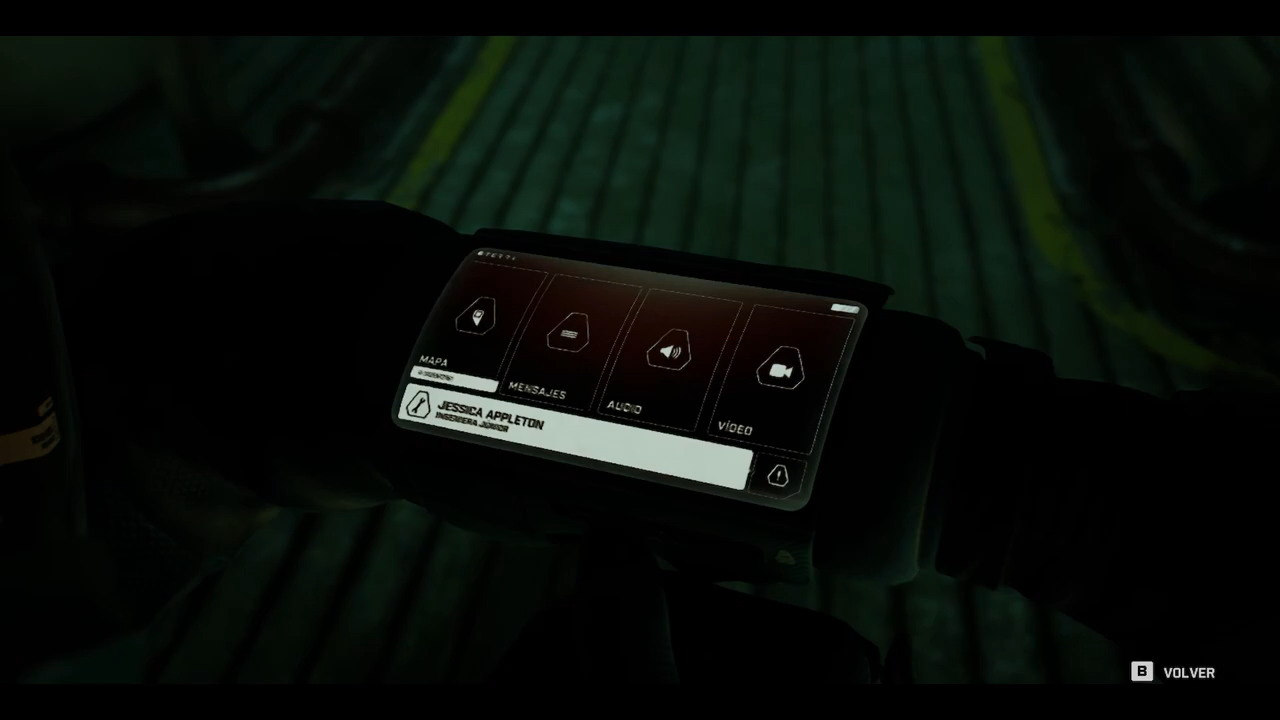 MAPA
MENSAJES
AUDIO
VÍDEO
JESSICA APPLETON
INGENIERA JÚNIOR
B VOLVER